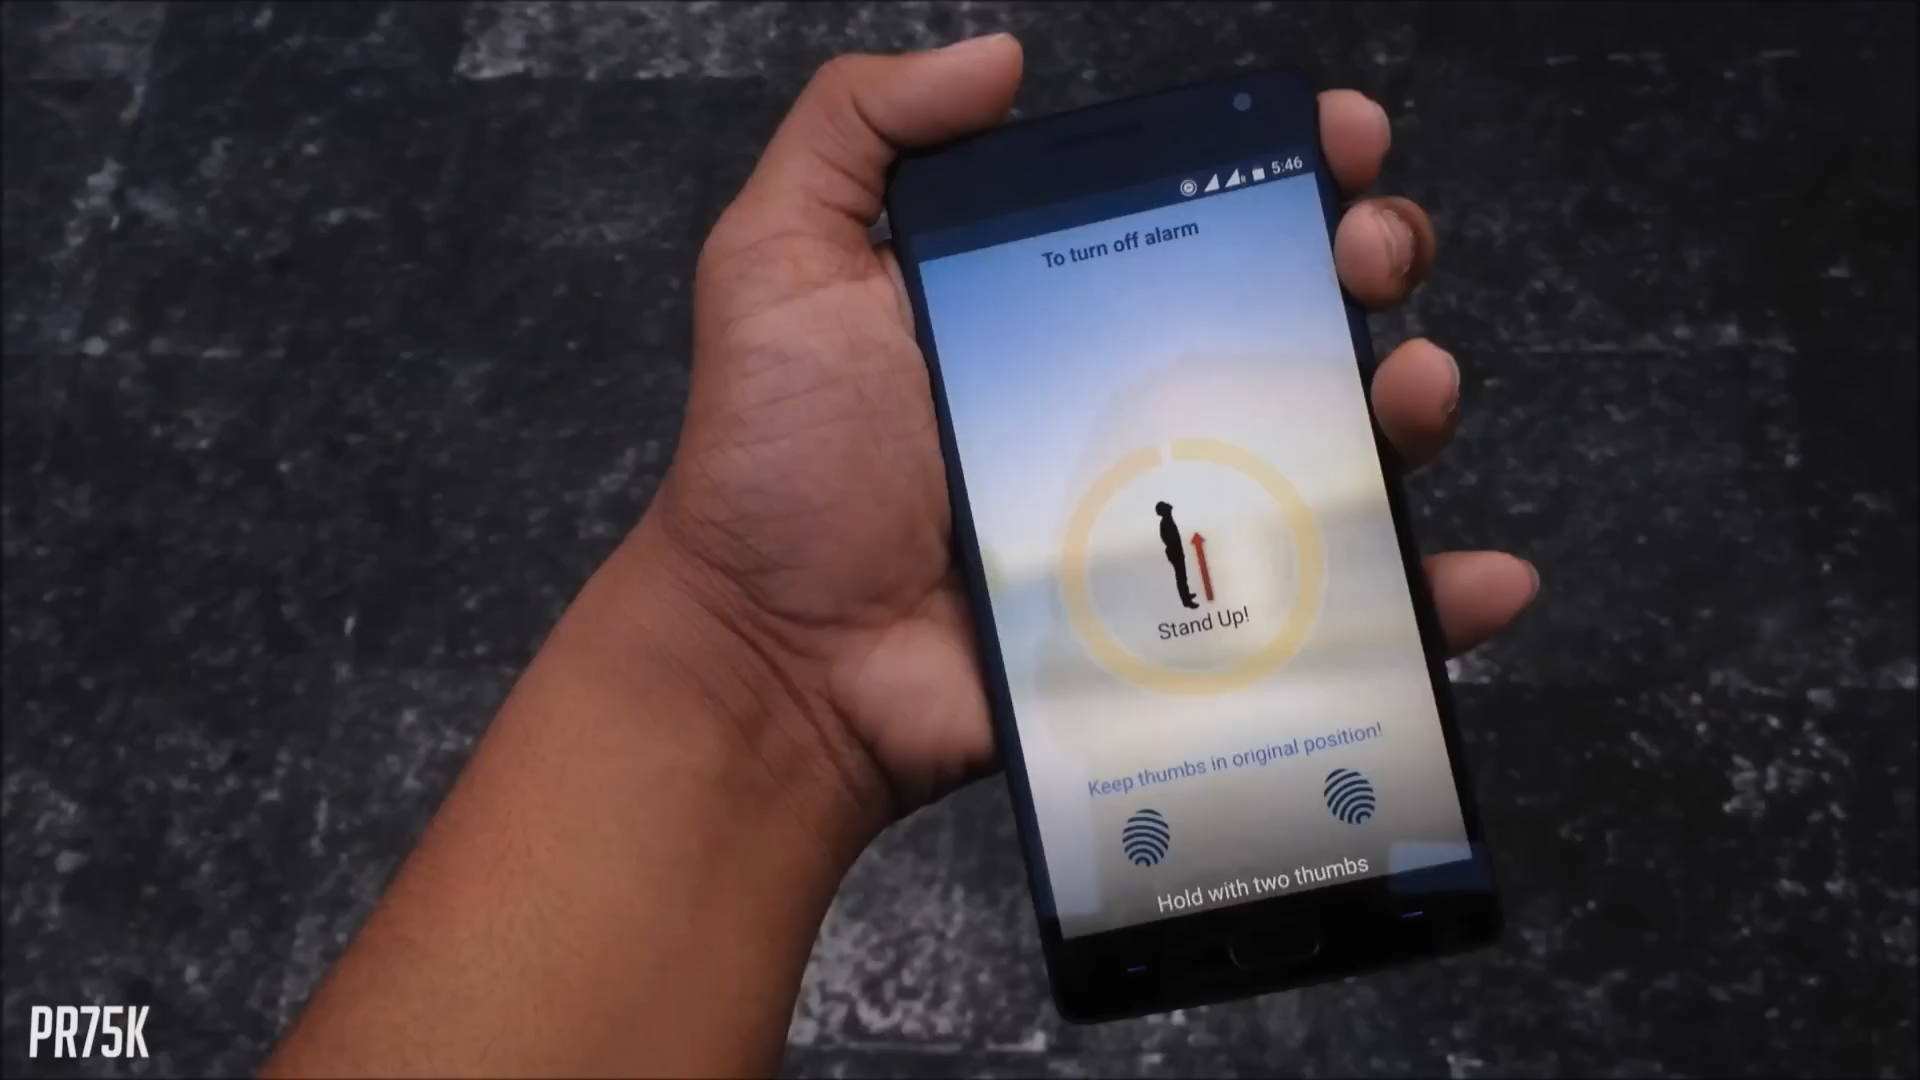 5:46
To turn off alarm
Stand Up!
Keep thumbs in original position!
Hold with two thumbs
PR75K